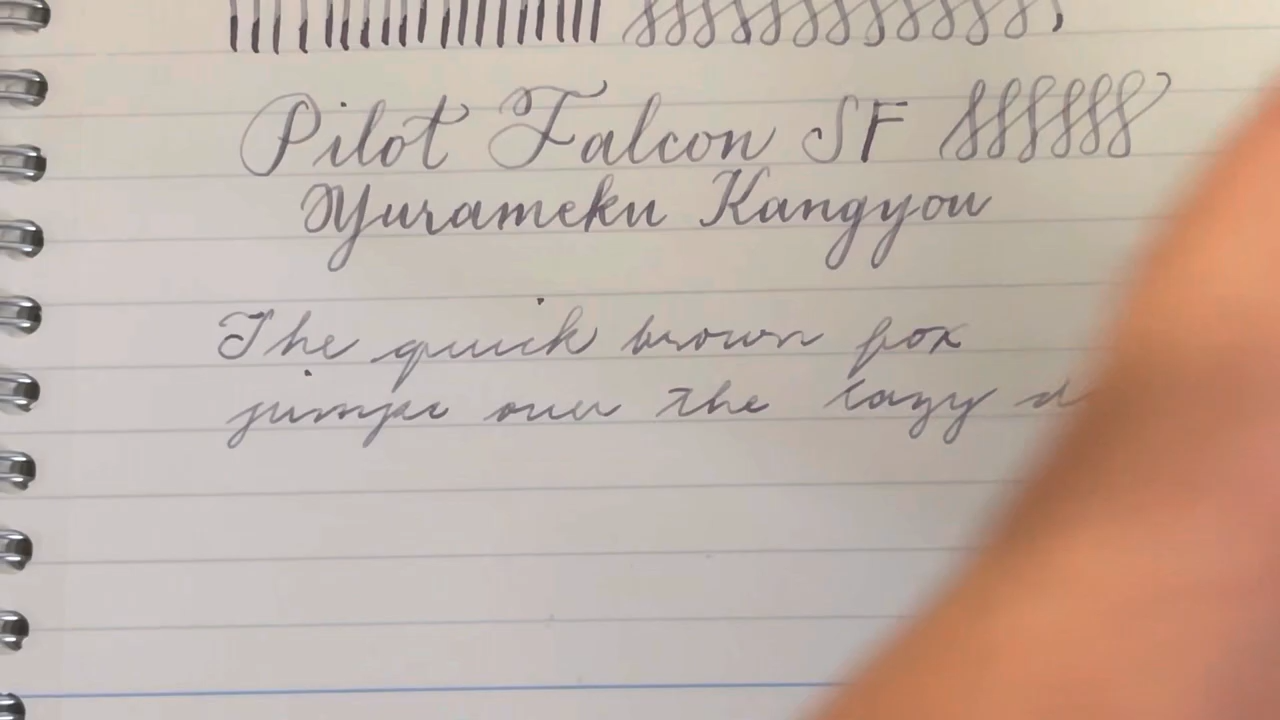 Pilot Falcon SF
Yurameku Kangyou
The quick brown fox
jumps over the lazy d